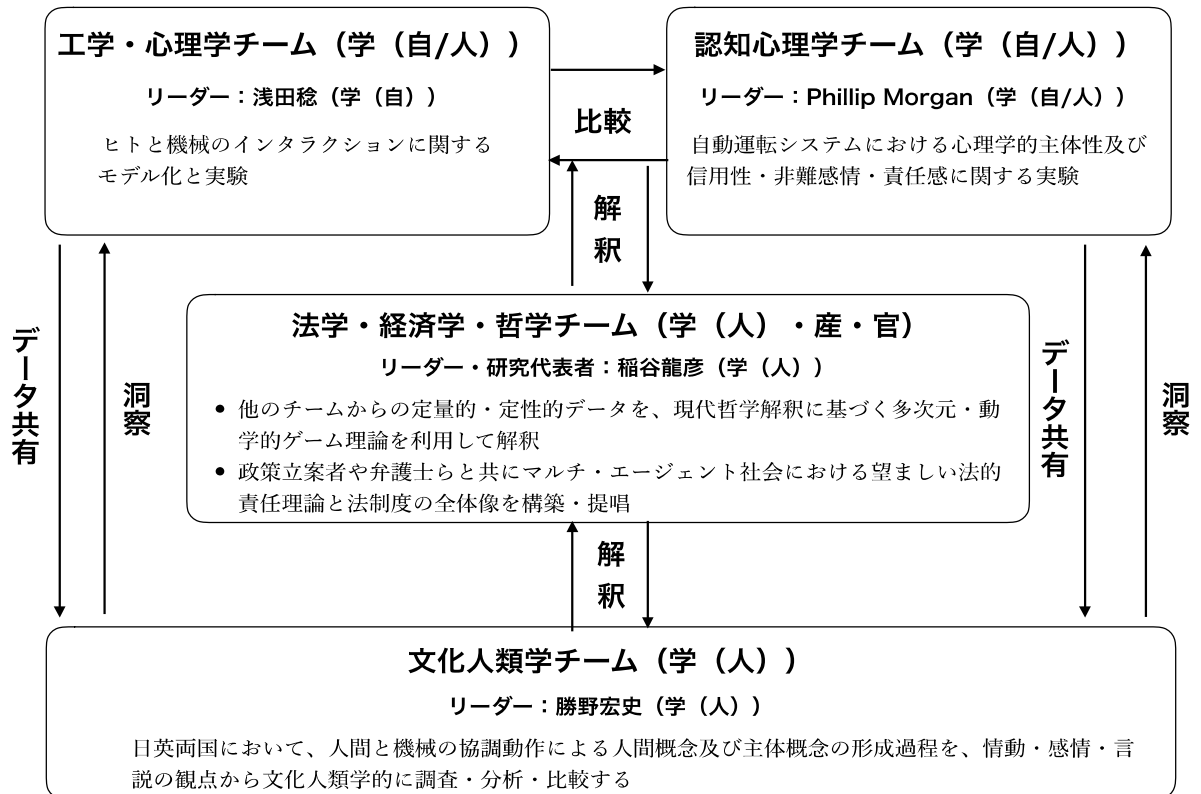 工学・心理学チーム（学（自/人））
リーダー：浅田稔（学（自））
ヒトと機械のインタラクションに関する
モデル化と実験
比較
認知心理学チーム（学（自/人））
リーダー：Phillip Morgan（学（自/人））
自動運転システムにおける心理学的主体性及び
信用性・非難感情・責任感に関する実験
解
釈
データ共有
洞察
法学・経済学・哲学チーム（学（人）・産・官）
リーダー・研究代表者：稲谷龍彦（学（人））
• 他のチームからの定量的・定性的データを、現代哲学解釈に基づく多次元・動
学的ゲーム理論を利用して解釈
• 政策立案者や弁護士らと共にマルチ・エージェント社会における望ましい法的
責任理論と法制度の全体像を構築・提唱
データ共有
洞察
解
釈
文化人類学チーム（学（人））
リーダー：勝野宏史（学（人））
日英両国において、人間と機械の協調動作による人間概念及び主体概念の形成過程を、情動・感情・言
説の観点から文化人類学的に調査・分析・比較する